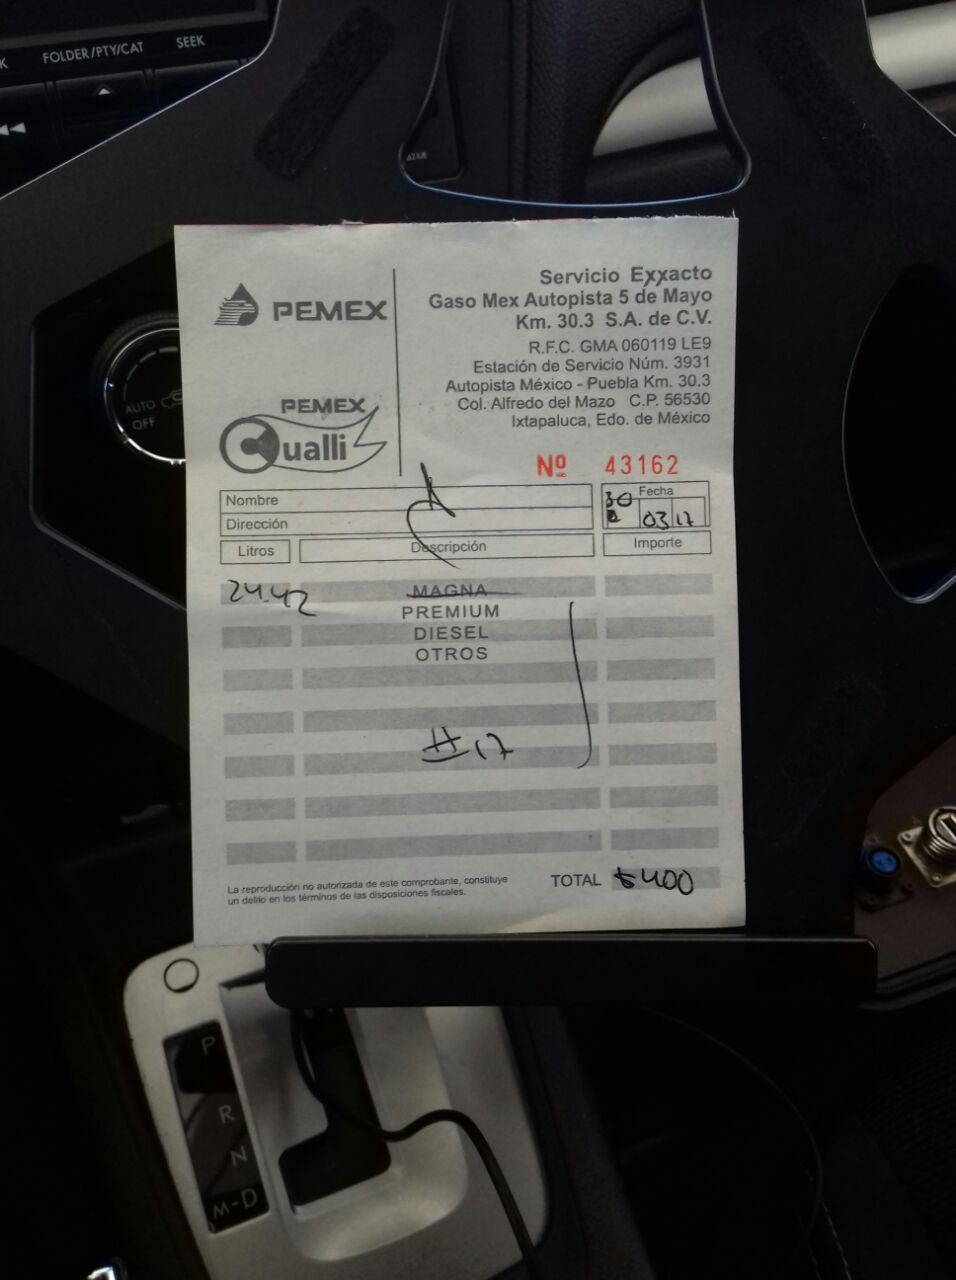 FOLDER/PTY/CAT SEEK
PEMEX
PEMEX
Cualli
Servicio Exxacto
Gaso Mex Autopista 5 de Mayo
Km. 30.3 S.A. de C.V.
R.F.C. GMA 060119 LE9
Estación de Servicio Núm. 3931
Autopista México - Puebla Km. 30.3
Col. Alfredo del Mazo C.P. 56530
Ixtapaluca, Edo. de México
Nº 43162
Nombre
Dirección
Fecha
30 03 17
Litros Descripción Importe
24.42 MAGNA
PREMIUM
DIESEL
OTROS
#17
La reproducción no autorizada de este comprobante, constituye
un delito en los términos de las disposiciones fiscales.
TOTAL $400
AUTO
OFF
P
R
N
M-D